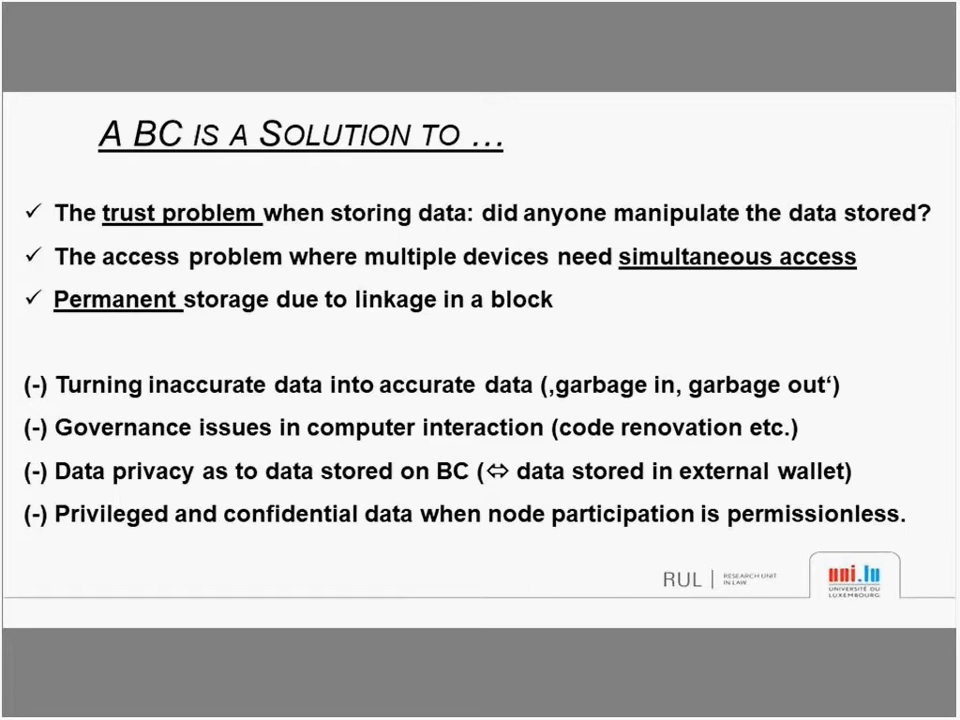 A BC IS A SOLUTION TO …
✓ The trust problem when storing data: did anyone manipulate the data stored?
✓ The access problem where multiple devices need simultaneous access
✓ Permanent storage due to linkage in a block
(-) Turning inaccurate data into accurate data (‚garbage in, garbage out‘)
(-) Governance issues in computer interaction (code renovation etc.)
(-) Data privacy as to data stored on BC (⇔ data stored in external wallet)
(-) Privileged and confidential data when node participation is permissionless.
RUL | RESEARCH UNIT
IN LAW
uni.lu
UNIVERSITÉ DU
LUXEMBOURG